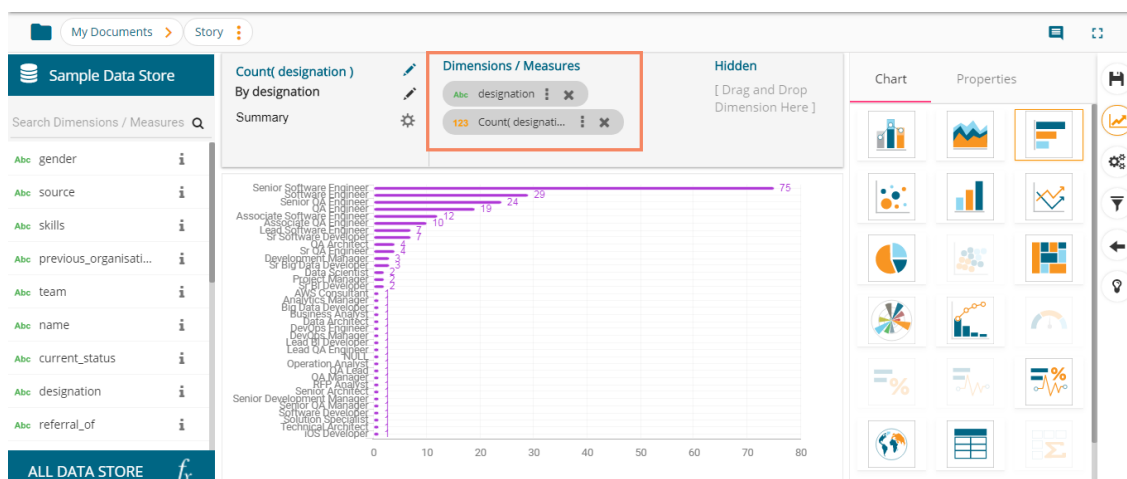 My Documents
Story
Sample Data Store
Search Dimensions / Measures
Abc gender
Abc source
Abc skills
Abc previous_organisati...
Abc team
Abc name
Abc current_status
Abc designation
Abc referral_of
ALL DATA STORE
fx
Count( designation )
By designation
Summary
Dimensions / Measures
Abc designation
123 Count( designati...
Hidden
[ Drag and Drop
Dimension Here ]
Senior Software Engineer 75
Software Engineer 29
Senior QA Engineer 24
QA Engineer 19
Associate Software Engineer 12
Associate QA Engineer 10
Lead Software Engineer 7
Sr Software Developer 7
QA Architect 4
Sr QA Engineer 4
Development Manager 3
Sr Big Data Developer 3
Data Scientist 2
Project Manager 2
Sr BI Developer 2
AWS Consultant
Analytics Manager
Big Data Developer
Business Analyst
Data Architect
DevOps Engineer
DevOps Manager
Lead BI Developer
Lead QA Engineer
NULL
Operation Analyst
QA Lead
QA Manager
RFP Analyst
Senior Architect
Senior Development Manager
Senior QA Manager
Software Developer
Solution Specialist
Technical Architect
iOS Developer
0 10 20 30 40 50 60 70 80
Chart
Properties
%
%